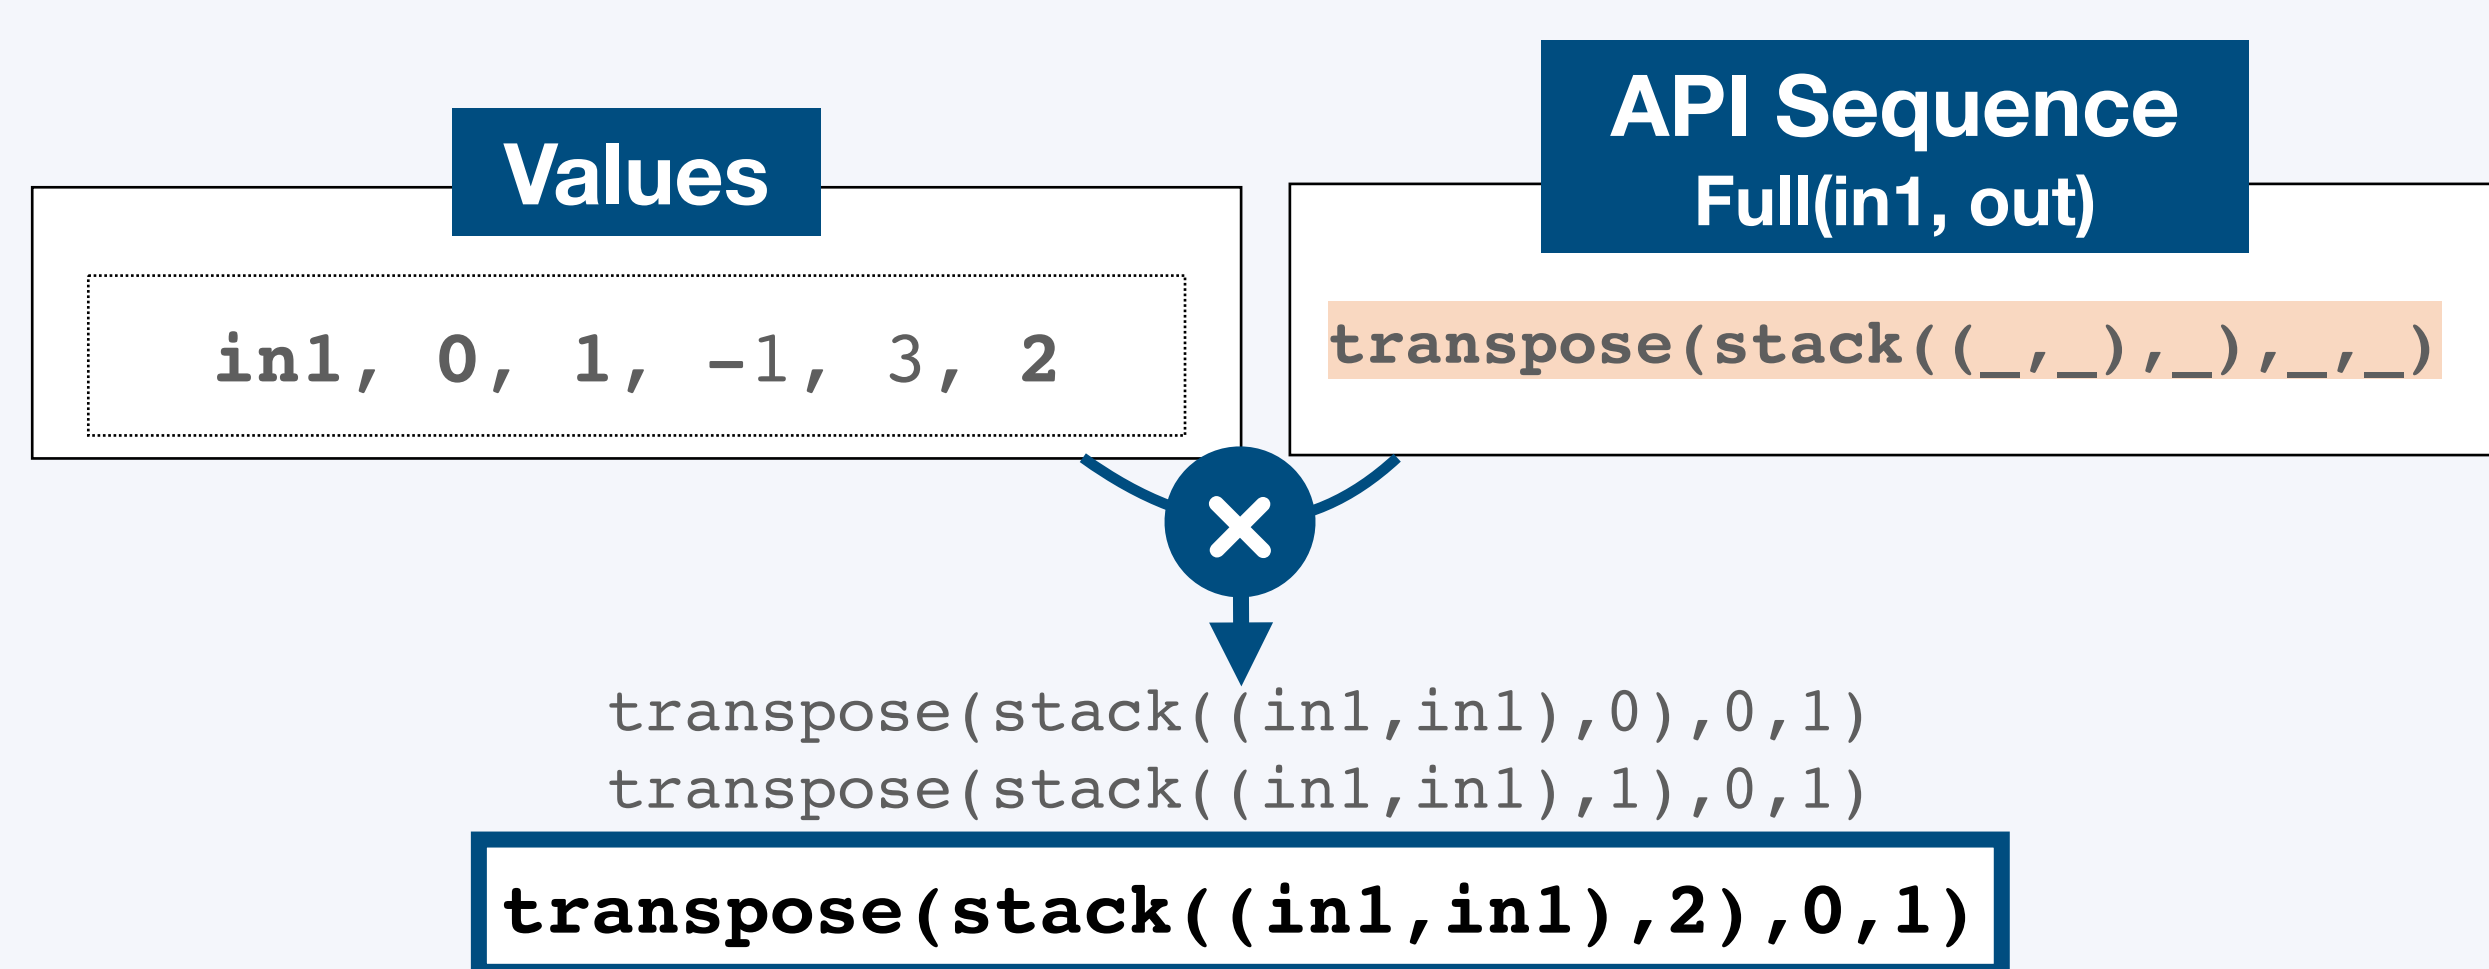 Values
in1, 0, 1, -1, 3, 2
API Sequence
Full(in1, out)
transpose(stack((_,_),_),_,_)
transpose(stack((in1,in1),0),0,1)
transpose(stack((in1,in1),1),0,1)
transpose(stack((in1,in1),2),0,1)